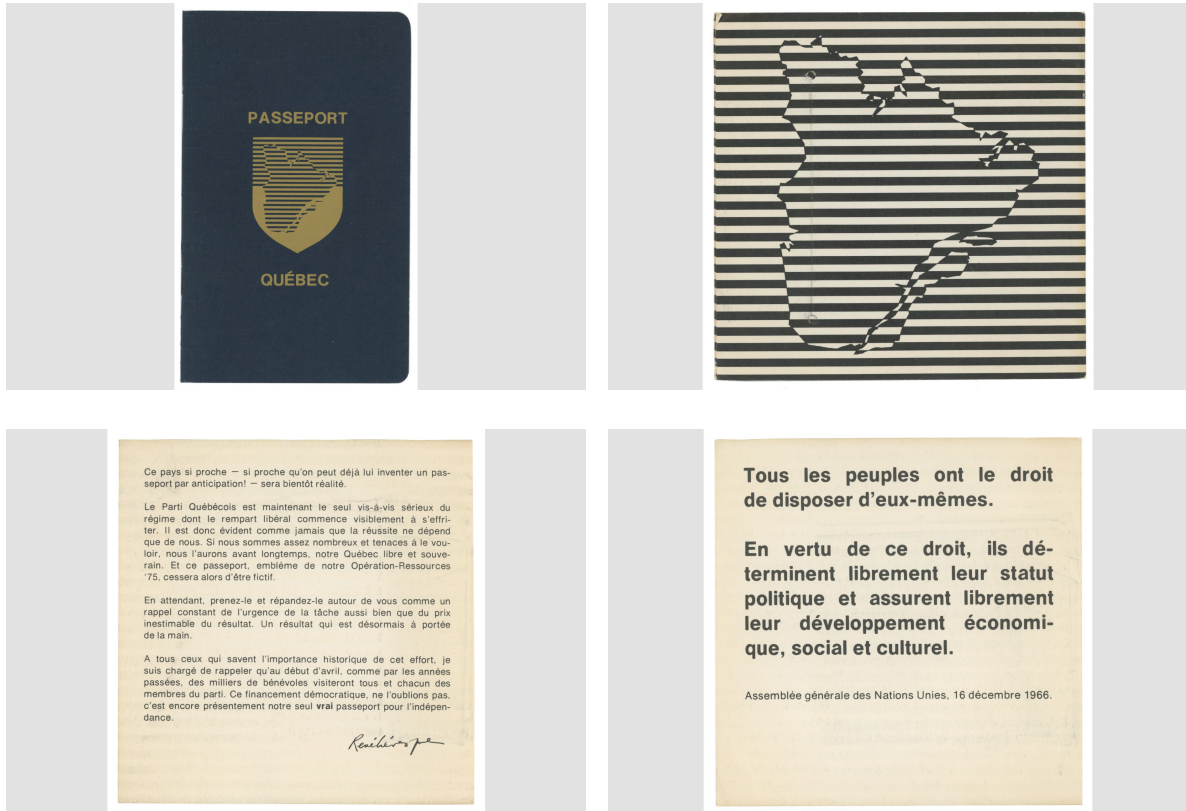 PASSEPORT
QUÉBEC
Ce pays si proche — si proche qu'on peut déjà lui inventer un pas-
seport par anticipation! — sera bientôt réalité.
Le Parti Québécois est maintenant le seul vis-à-vis sérieux du
régime dont le rempart libéral commence visiblement à s'effri-
ter. Il est donc évident comme jamais que la réussite ne dépend
que de nous. Si nous sommes assez nombreux et tenaces à le vou-
loir, nous l'aurons avant longtemps, notre Québec libre et souve-
rain. Et ce passeport, emblème de notre Opération-Ressources
'75, cessera alors d'être fictif.
En attendant, prenez-le et répandez-le autour de vous comme un
rappel constant de l'urgence de la tâche aussi bien que du prix
inestimable du résultat. Un résultat qui est désormais à portée
de la main.
A tous ceux qui savent l'importance historique de cet effort, je
suis chargé de rappeler qu'au début d'avril, comme par les années
passées, des milliers de bénévoles visiteront tous et chacun des
membres du parti. Ce financement démocratique, ne l'oublions pas,
c'est encore présentement notre seul vrai passeport pour l'indépen-
dance.
Tous les peuples ont le droit
de disposer d'eux-mêmes.
En vertu de ce droit, ils dé-
terminent librement leur statut
politique et assurent librement
leur développement économi-
que, social et culturel.
Assemblée générale des Nations Unies, 16 décembre 1966.